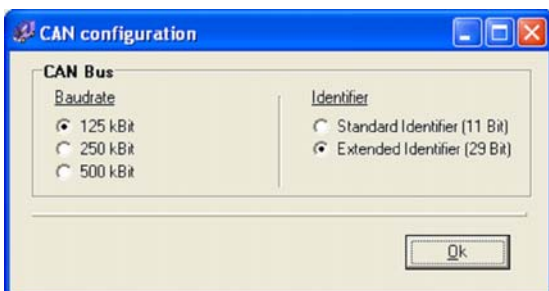 CAN configuration
CAN Bus
Baudrate
125 kBit
250 kBit
500 kBit
Identifier
Standard Identifier (11 Bit)
Extended Identifier (29 Bit)
Ok